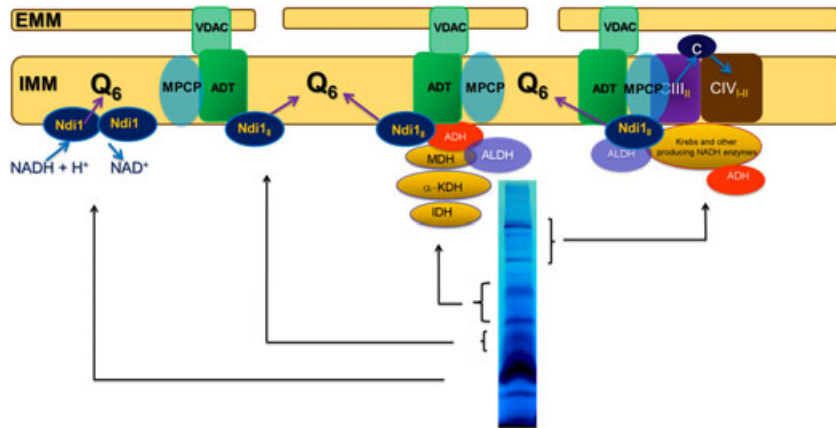 EMM
VDAC
VDAC
VDAC
C
IMM
Q6
MPCP
ADT
Q6
ADT
MPCP
Q6
ADT
MPCP
CIIIII
CIVI-II
Ndi1
Ndi1
Ndi1II
Ndi1II
Ndi1II
NADH + H+
NAD+
ADH
MDH
ALDH
α-KDH
IDH
ALDH
Krebs and other
producing NADH enzymes
ADH